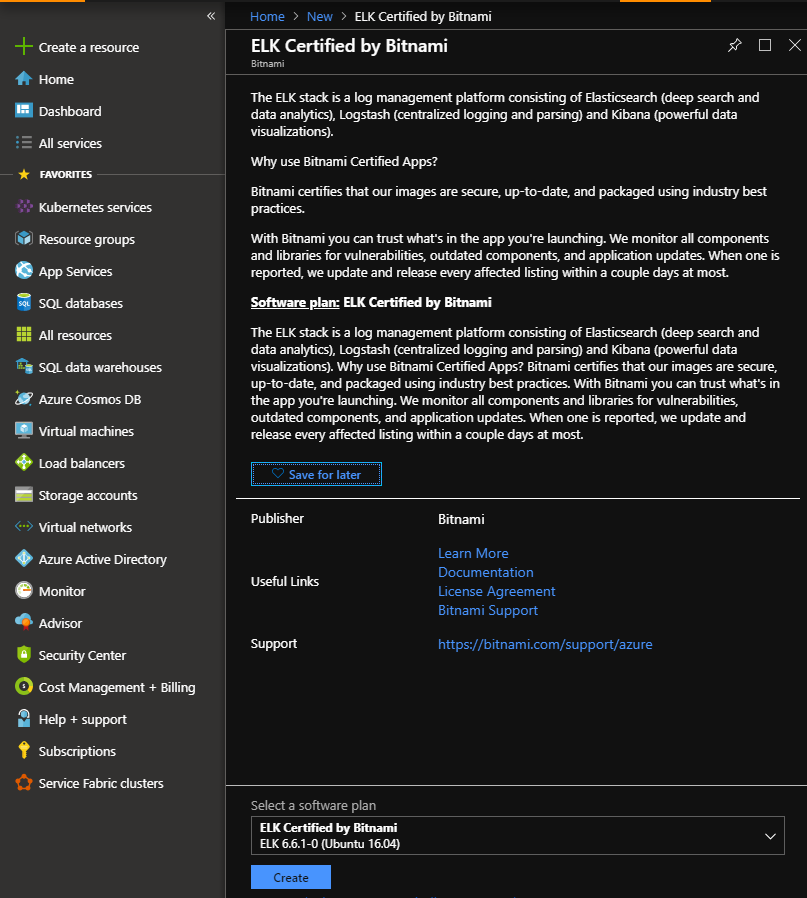 «
Create a resource
Home
Dashboard
All services
FAVORITES
Kubernetes services
Resource groups
App Services
SQL databases
All resources
SQL data warehouses
Azure Cosmos DB
Virtual machines
Load balancers
Storage accounts
Virtual networks
Azure Active Directory
Monitor
Advisor
Security Center
Cost Management + Billing
Help + support
Subscriptions
Service Fabric clusters
Home > New > ELK Certified by Bitnami
ELK Certified by Bitnami
Bitnami
The ELK stack is a log management platform consisting of Elasticsearch (deep search and
data analytics), Logstash (centralized logging and parsing) and Kibana (powerful data
visualizations).
Why use Bitnami Certified Apps?
Bitnami certifies that our images are secure, up-to-date, and packaged using industry best
practices.
With Bitnami you can trust what's in the app you're launching. We monitor all components
and libraries for vulnerabilities, outdated components, and application updates. When one is
reported, we update and release every affected listing within a couple days at most.
Software plan: ELK Certified by Bitnami
The ELK stack is a log management platform consisting of Elasticsearch (deep search and
data analytics), Logstash (centralized logging and parsing) and Kibana (powerful data
visualizations). Why use Bitnami Certified Apps? Bitnami certifies that our images are secure,
up-to-date, and packaged using industry best practices. With Bitnami you can trust what's in
the app you're launching. We monitor all components and libraries for vulnerabilities,
outdated components, and application updates. When one is reported, we update and
release every affected listing within a couple days at most.
Save for later
Publisher Bitnami
Useful Links
Learn More
Documentation
License Agreement
Bitnami Support
Support https://bitnami.com/support/azure
Select a software plan
ELK Certified by Bitnami
ELK 6.6.1-0 (Ubuntu 16.04)
Create